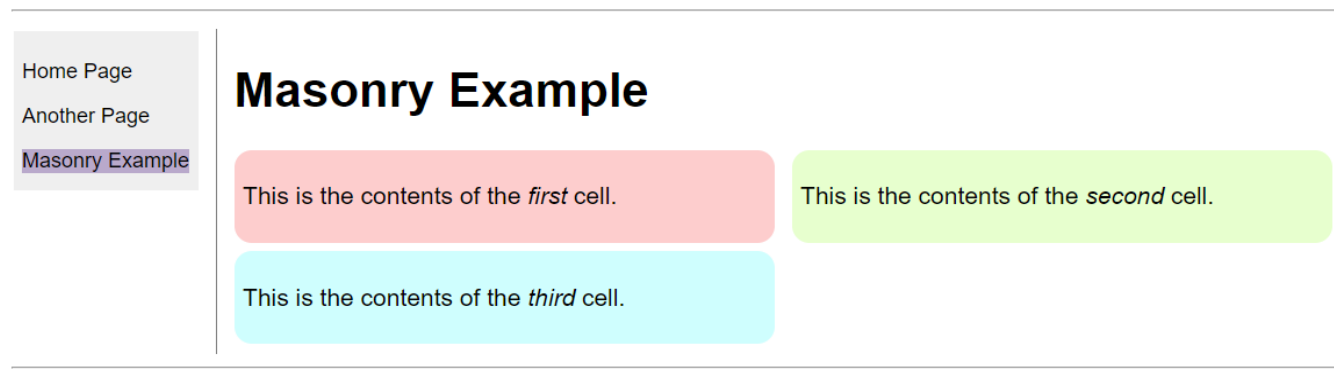 Home Page
Another Page
Masonry Example
Masonry Example
This is the contents of the first cell.
This is the contents of the second cell.
This is the contents of the third cell.